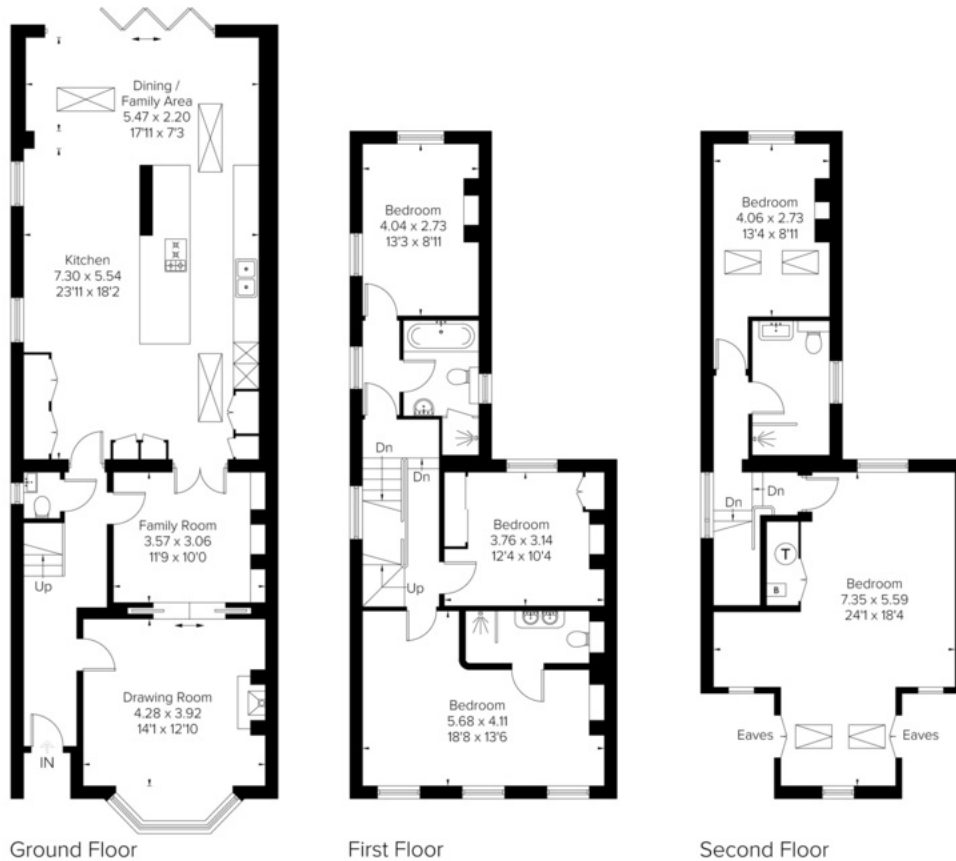 Dining /
Family Area
5.47 x 2.20
17'11 x 7'3
Kitchen
7.30 x 5.54
23'11 x 18'2
Up
Family Room
3.57 x 3.06
11'9 x 10'0
Drawing Room
4.28 x 3.92
14'1 x 12'10
IN
Ground Floor
Bedroom
4.04 x 2.73
13'3 x 8'11
Dn
Dn
Up
Bedroom
3.76 x 3.14
12'4 x 10'4
Bedroom
5.68 x 4.11
18'8 x 13'6
First Floor
Bedroom
4.06 x 2.73
13'4 x 8'11
Dn
Dn
T
B
Bedroom
7.35 x 5.59
24'1 x 18'4
Eaves
Eaves
Second Floor